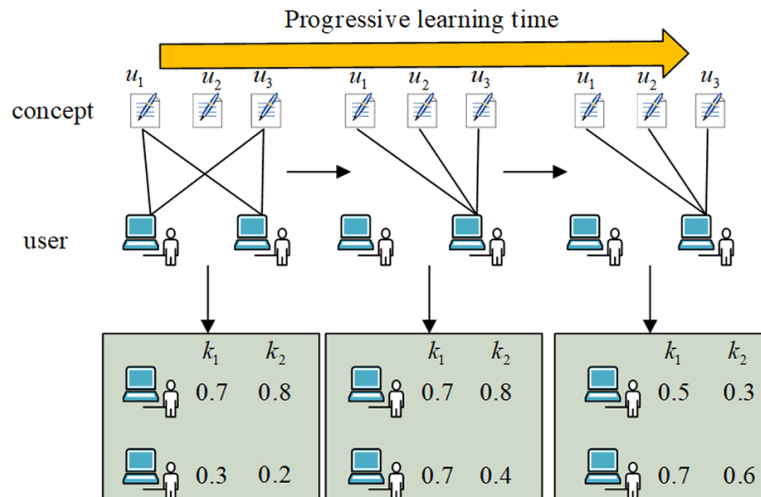 Progressive learning time
u₁ u₂ u₃ u₁ u₂ u₃ u₁ u₂ u₃
concept
user
k₁ k₂ k₁ k₂ k₁ k₂
0.7 0.8 0.7 0.8 0.5 0.3
0.3 0.2 0.7 0.4 0.7 0.6